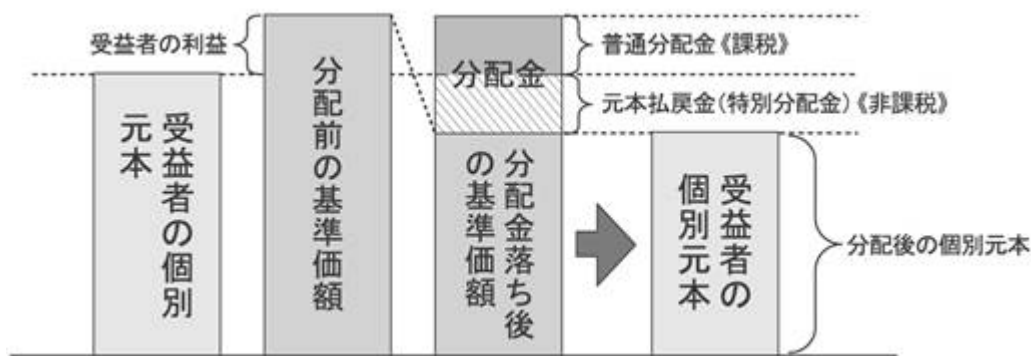 受益者の利益
受益者の個別
元本
分配前の基準価額
分配金
分配金落ち後
の基準価額
普通分配金《課税》
元本払戻金(特別分配金)《非課税》
受益者の
個別元本
分配後の個別元本